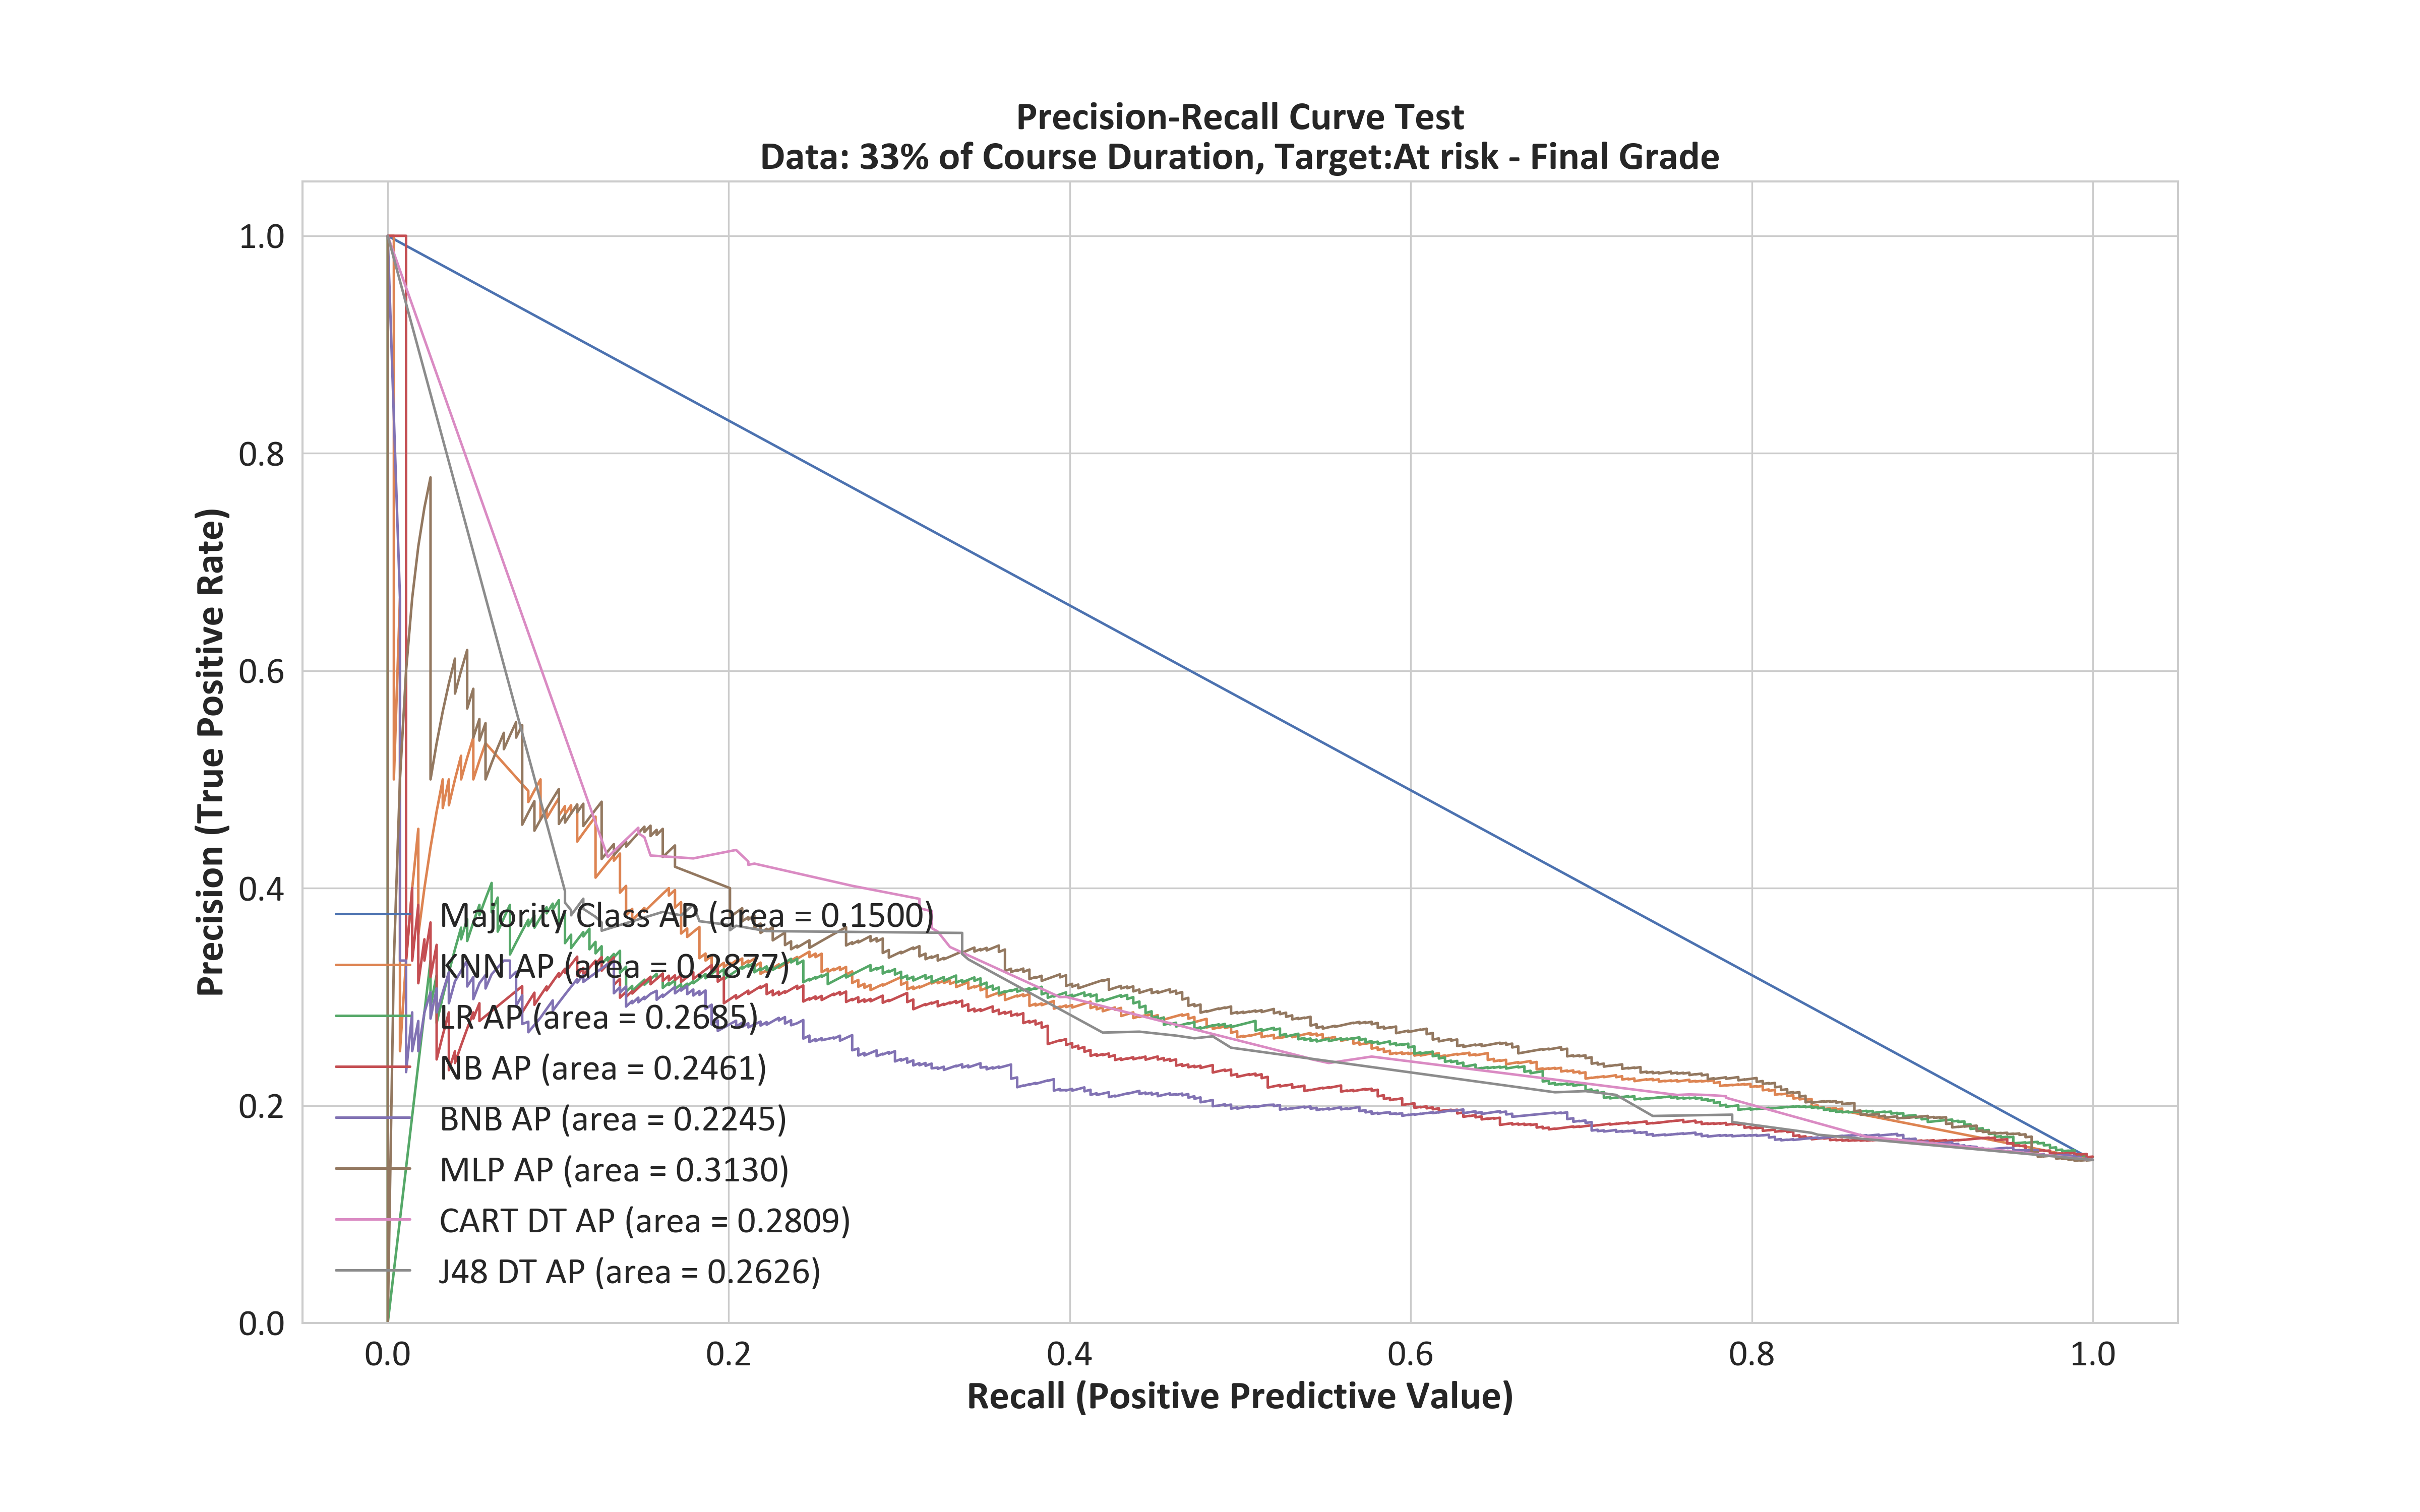 Precision-Recall Curve Test
Data: 33% of Course Duration, Target:At risk - Final Grade
Precision (True Positive Rate)
1.0
0.8
0.6
0.4
0.2
0.0
Majority Class AP (area = 0.1500)
KNN AP (area = 0.2877)
LR AP (area = 0.2685)
NB AP (area = 0.2461)
BNB AP (area = 0.2245)
MLP AP (area = 0.3130)
CART DT AP (area = 0.2809)
J48 DT AP (area = 0.2626)
0.0 0.2 0.4 0.6 0.8 1.0
Recall (Positive Predictive Value)